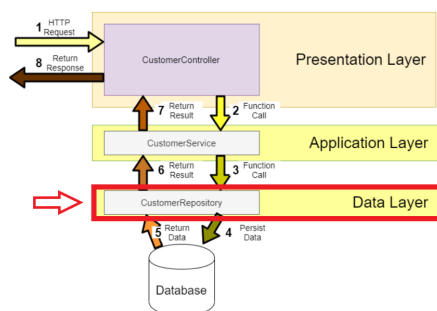 1 HTTP
Request
8 Return
Response
CustomerController
Presentation Layer
7 Return
Result
2 Function
Call
CustomerService
Application Layer
6 Return
Result
3 Function
Call
CustomerRepository
Data Layer
5 Return
Data
4 Persist
Data
Database